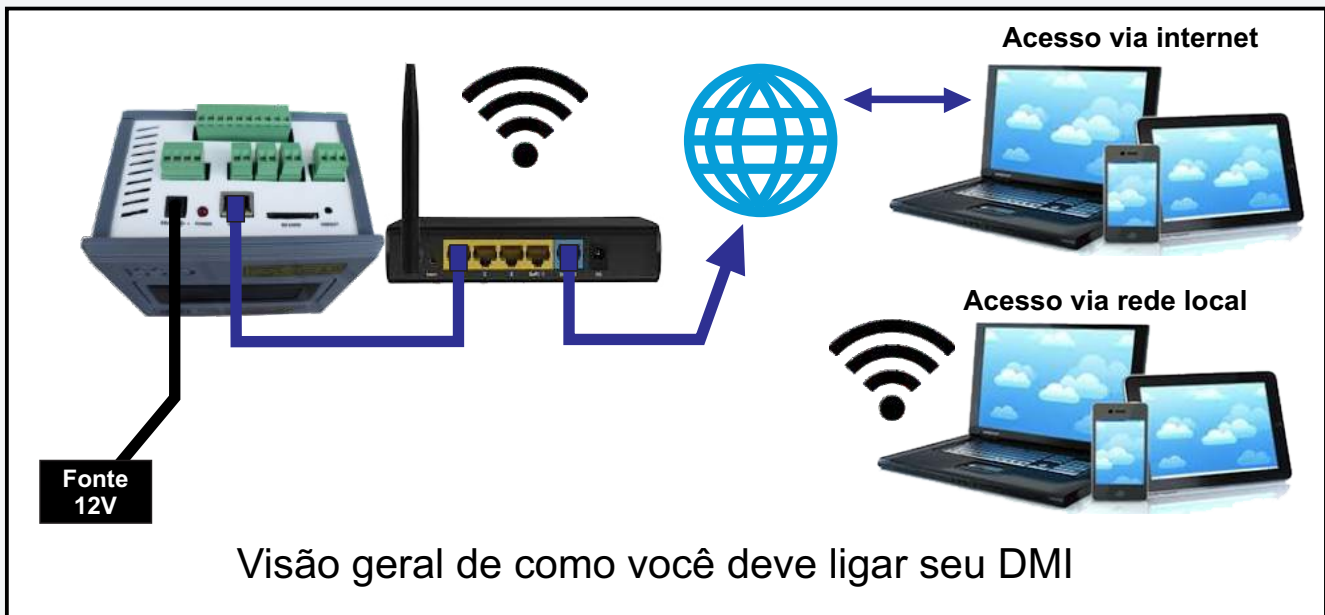 Acesso via internet
Acesso via rede local
Fonte
12V
Visão geral de como você deve ligar seu DMI